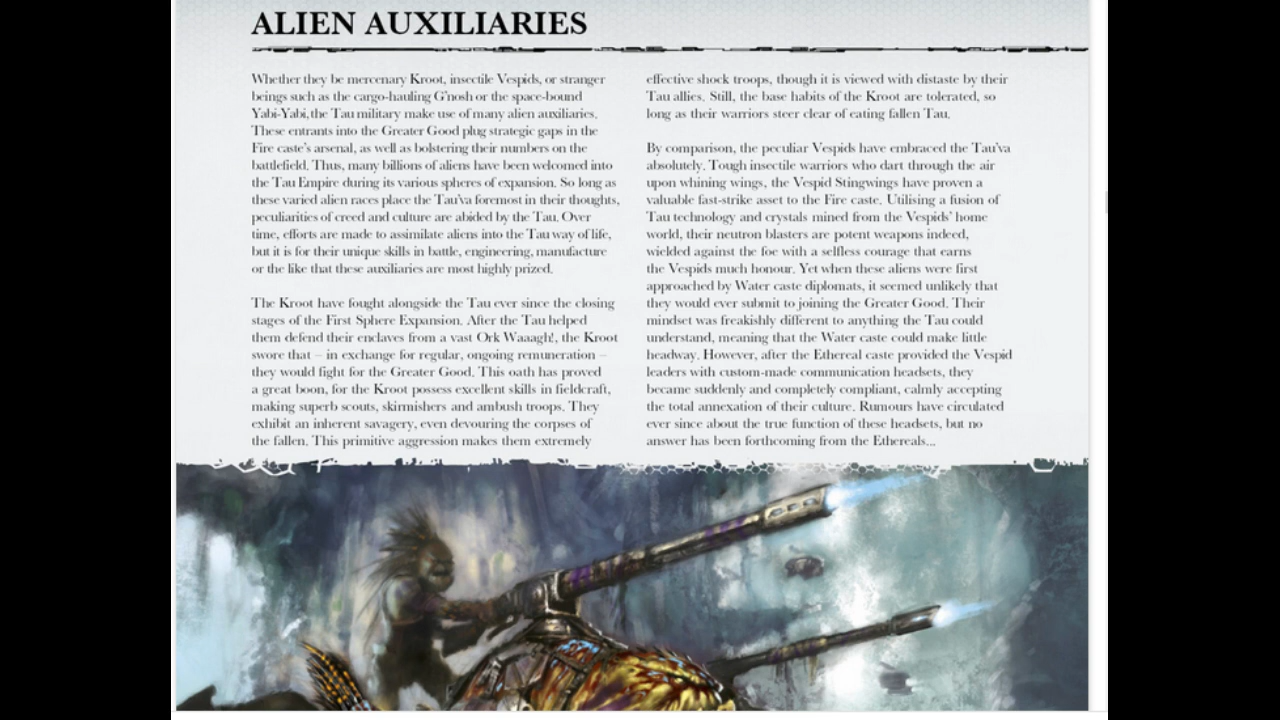 ALIEN AUXILIARIES
Whether they be mercenary Kroot, insectile Vespids, or stranger
beings such as the cargo-hauling G'nosh or the space-bound
Yabi-Yabi, the Tau military make use of many alien auxiliaries.
These entrants into the Greater Good plug strategic gaps in the
Fire caste's arsenal, as well as bolstering their numbers on the
battlefield. Thus, many billions of aliens have been welcomed into
the Tau Empire during its various spheres of expansion. So long as
these varied alien races place the Tau'va foremost in their thoughts,
peculiarities of creed and culture are abided by the Tau. Over
time, efforts are made to assimilate aliens into the Tau way of life,
but it is for their unique skills in battle, engineering, manufacture
or the like that these auxiliaries are most highly prized.
The Kroot have fought alongside the Tau ever since the closing
stages of the First Sphere Expansion. After the Tau helped
them defend their enclaves from a vast Ork Waaagh!, the Kroot
swore that – in exchange for regular, ongoing remuneration –
they would fight for the Greater Good. This oath has proved
a great boon, for the Kroot possess excellent skills in fieldcraft,
making superb scouts, skirmishers and ambush troops. They
exhibit an inherent savagery, even devouring the corpses of
the fallen. This primitive aggression makes them extremely
effective shock troops, though it is viewed with distaste by their
Tau allies. Still, the base habits of the Kroot are tolerated, so
long as their warriors steer clear of eating fallen Tau.
By comparison, the peculiar Vespids have embraced the Tau'va
absolutely. Tough insectile warriors who dart through the air
upon whining wings, the Vespid Stingwings have proven a
valuable fast-strike asset to the Fire caste. Utilising a fusion of
Tau technology and crystals mined from the Vespids' home
world, their neutron blasters are potent weapons indeed,
wielded against the foe with a selfless courage that earns
the Vespids much honour. Yet when these aliens were first
approached by Water caste diplomats, it seemed unlikely that
they would ever submit to joining the Greater Good. Their
mindset was freakishly different to anything the Tau could
understand, meaning that the Water caste could make little
headway. However, after the Ethereal caste provided the Vespid
leaders with custom-made communication headsets, they
became suddenly and completely compliant, calmly accepting
the total annexation of their culture. Rumours have circulated
ever since about the true function of these headsets, but no
answer has been forthcoming from the Ethereals...